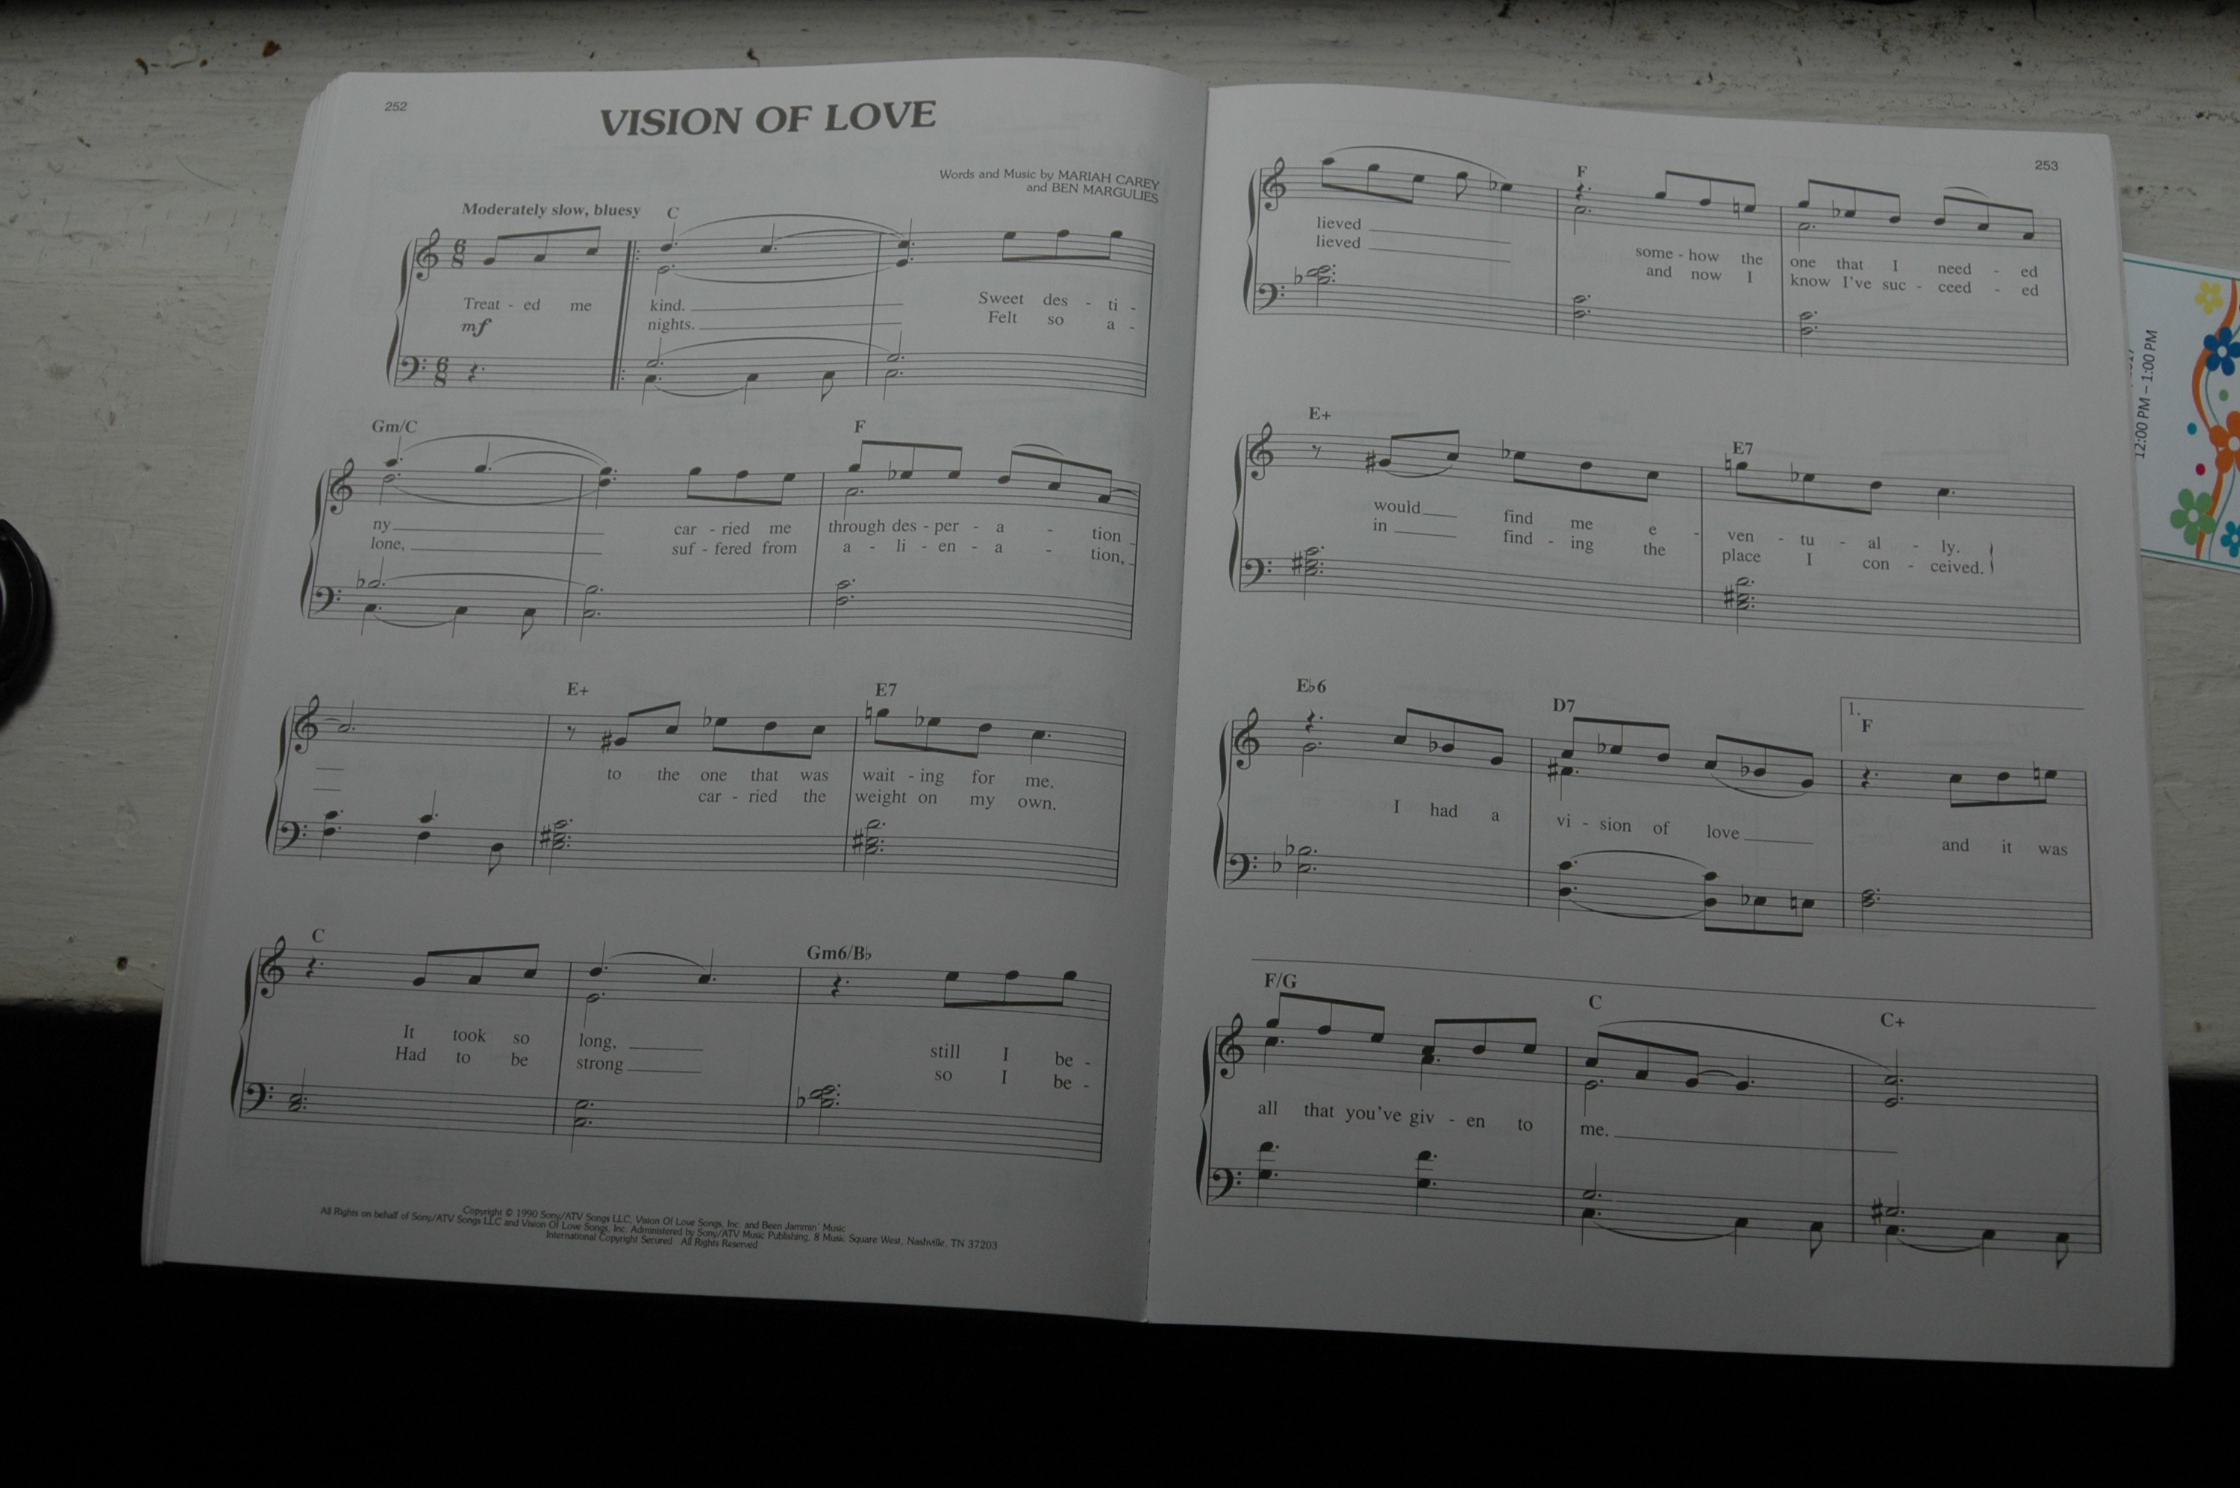 252
VISION OF LOVE
Words and Music by MARIAH CAREY
and BEN MARGULIES
Moderately slow, bluesy C
Treat - ed me kind. Sweet des - ti -
mf nights. Felt so a -
Gm/C F
ny car - ried me through des - per - a - tion
lone, suf - fered from a - li - en - a - tion,
E+ E7
to the one that was wait - ing for me.
car - ried the weight on my own.
C Gm6/B♭
It took so long, still I be -
Had to be strong so I be -
Copyright © 1990 Sony/ATV Songs LLC, Vision Of Love Songs, Inc. and Been Jammin' Music
All Rights on behalf of Sony/ATV Songs LLC and Vision Of Love Songs, Inc. Administered by Sony/ATV Music Publishing, 8 Music Square West, Nashville, TN 37203
International Copyright Secured All Rights Reserved
253
F
lieved some - how the one that I need - ed
lieved and now I know I've suc - ceed - ed
E+ E7
would find me e - ven - tu - al - ly.
in find - ing the place I con - ceived.
E♭6 D7 1. F
I had a vi - sion of love and it was
F/G C C+
all that you've giv - en to me.
12:00 PM – 1:00 PM